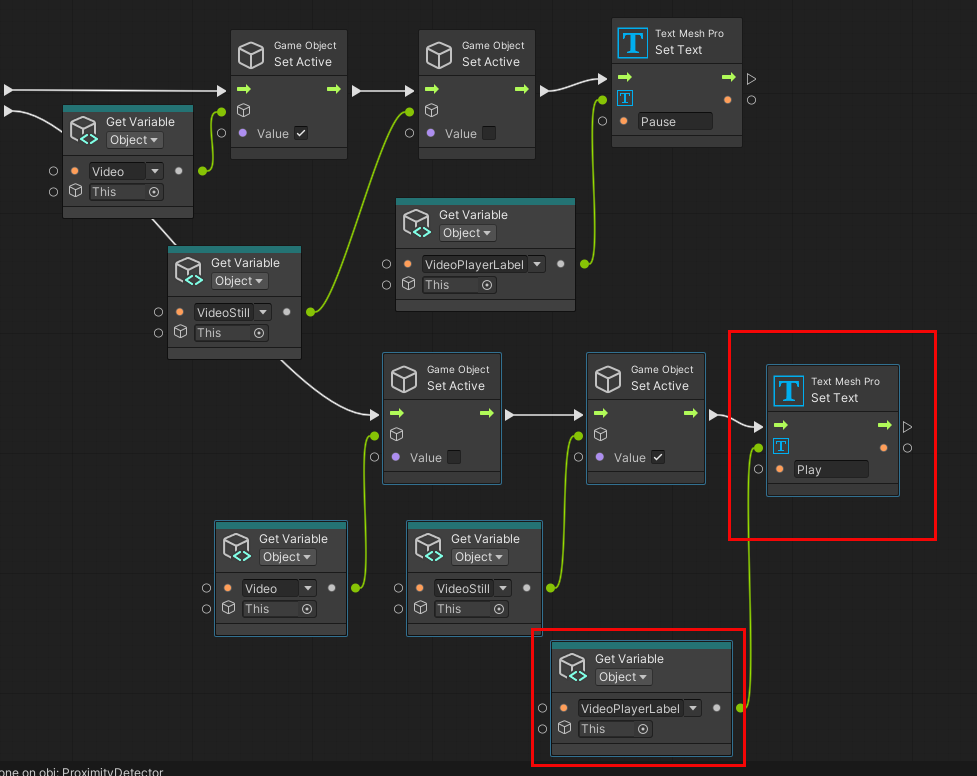 Game Object
Set Active
Value
Game Object
Set Active
Value
Text Mesh Pro
Set Text
Pause
Get Variable
Object
Video
This
Get Variable
Object
VideoPlayerLabel
This
Get Variable
Object
VideoStill
This
Game Object
Set Active
Value
Game Object
Set Active
Value
Text Mesh Pro
Set Text
Play
Get Variable
Object
Video
This
Get Variable
Object
VideoStill
This
Get Variable
Object
VideoPlayerLabel
This
one on obj: ProximityDetector